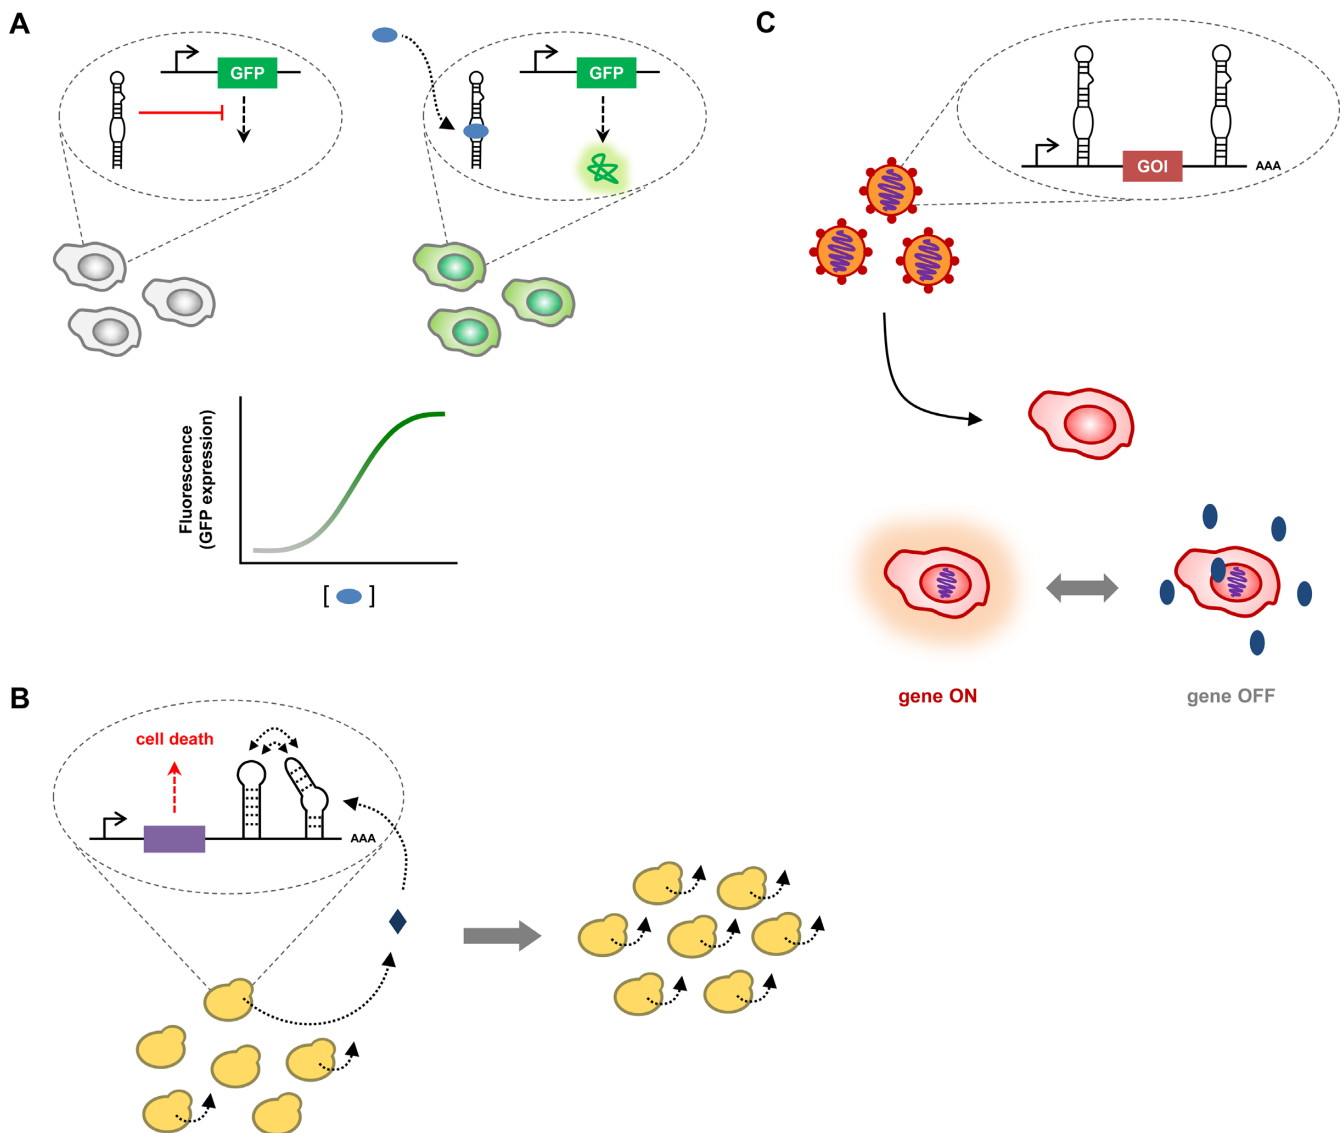 A
GFP
GFP
Fluorescence
(GFP expression)
[ ]
B
cell death
AAA
C
GOI
AAA
gene ON
gene OFF